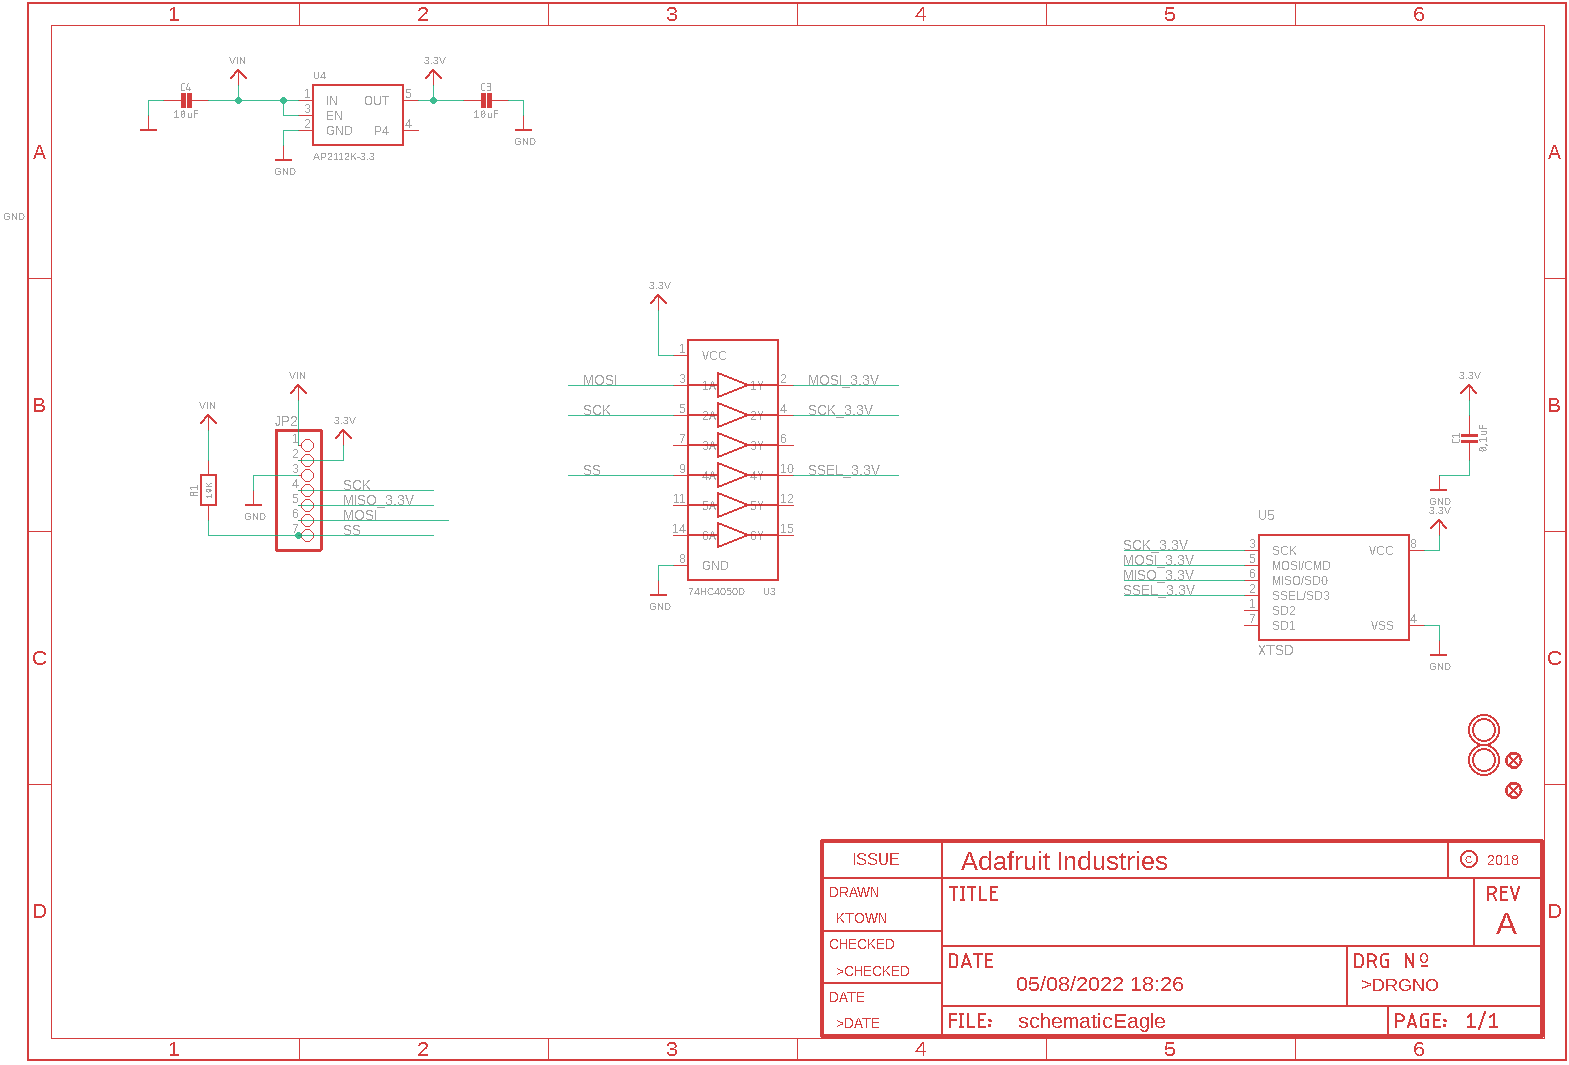 1 2 3 4 5 6
VIN
3.3V
U4
C4
10uF
1 IN OUT 5
3 EN
2 GND P4 4
C3
10uF
GND
AP2112K-3.3
GND
A A
GND
3.3V
1 VCC
MOSI 3 1A 1Y 2 MOSI_3.3V
SCK 5 2A 2Y 4 SCK_3.3V
7 3A 3Y 6
SS 9 4A 4Y 10 SSEL_3.3V
11 5A 5Y 12
14 6A 6Y 15
8 GND
74HC4050D U3
GND
B B
VIN
VIN
JP2
3.3V
1
2
3
4 SCK
5 MISO_3.3V
6 MOSI
7 SS
R1
10K
GND
3.3V
C1
0.1uF
GND
3.3V
U5
SCK_3.3V 3 SCK VCC 8
MOSI_3.3V 5 MOSI/CMD
MISO_3.3V 6 MISO/SD0
SSEL_3.3V 2 SSEL/SD3
1 SD2
7 SD1 VSS 4
XTSD
GND
C C
D D
ISSUE Adafruit Industries © 2018
DRAWN
KTOWN
TITLE
REV
A
CHECKED
>CHECKED
DATE
05/08/2022 18:26
DRG Nº
>DRGNO
DATE
>DATE
FILE: schematicEagle
PAGE: 1/1
1 2 3 4 5 6